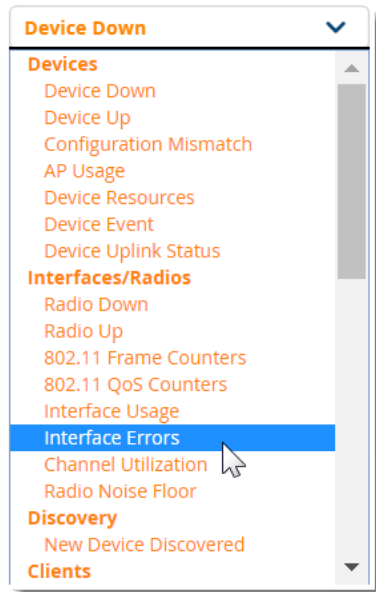 Device Down
Devices
Device Down
Device Up
Configuration Mismatch
AP Usage
Device Resources
Device Event
Device Uplink Status
Interfaces/Radios
Radio Down
Radio Up
802.11 Frame Counters
802.11 QoS Counters
Interface Usage
Interface Errors
Channel Utilization
Radio Noise Floor
Discovery
New Device Discovered
Clients